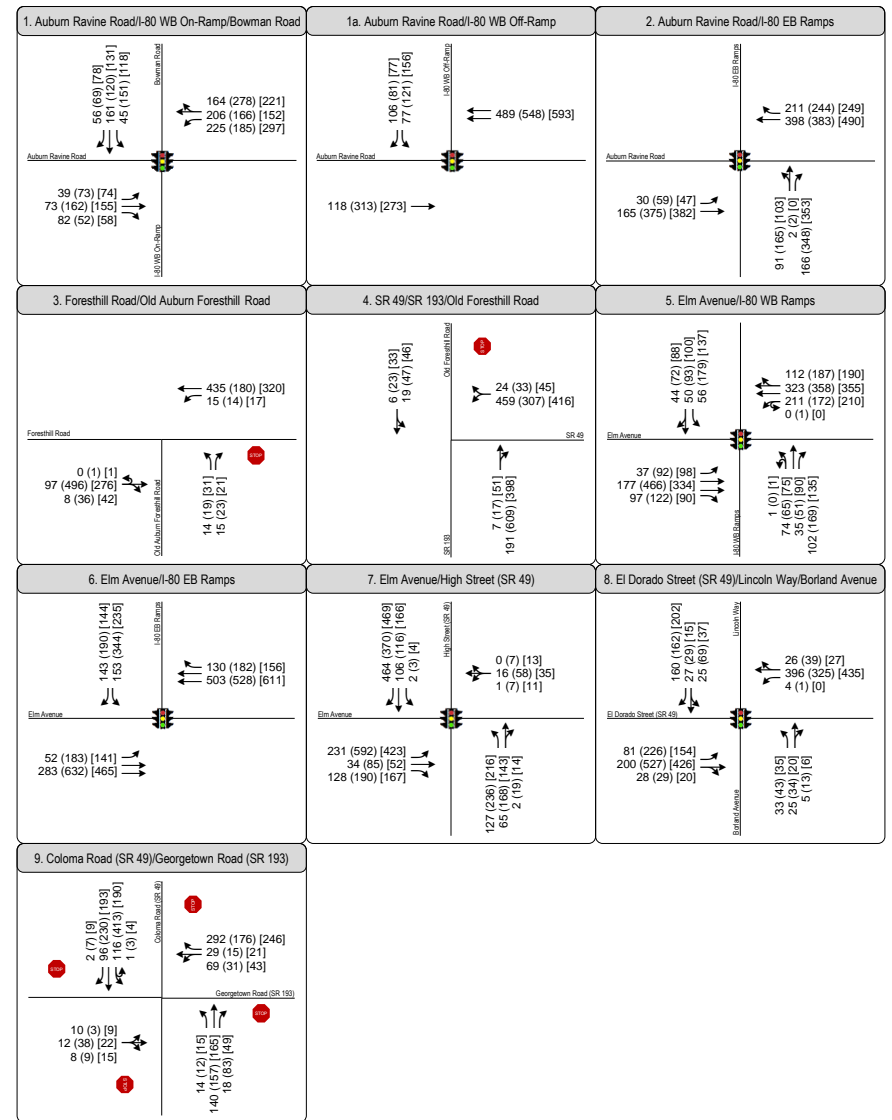 1. Auburn Ravine Road/I-80 WB On-Ramp/Bowman Road
56 (69) [78]
161 (120) [131]
45 (151) [118]
Bowman Road
164 (278) [221]
206 (166) [152]
225 (185) [297]
Auburn Ravine Road
39 (73) [74]
73 (162) [155]
82 (52) [58]
I-80 WB On-Ramp
1a. Auburn Ravine Road/I-80 WB Off-Ramp
106 (81) [77]
77 (121) [156]
I-80 WB Off-Ramp
489 (548) [593]
Auburn Ravine Road
118 (313) [273]
2. Auburn Ravine Road/I-80 EB Ramps
I-80 EB Ramps
211 (244) [249]
398 (383) [490]
Auburn Ravine Road
30 (59) [47]
165 (375) [382]
91 (165) [103]
2 (2) [0]
166 (348) [353]
3. Foresthill Road/Old Auburn Foresthill Road
435 (180) [320]
15 (14) [17]
Foresthill Road
0 (1) [1]
97 (496) [276]
8 (36) [42]
Old Auburn Foresthill Road
14 (19) [31]
15 (23) [21]
STOP
4. SR 49/SR 193/Old Foresthill Road
6 (23) [33]
19 (47) [46]
Old Foresthill Road
STOP
24 (33) [45]
459 (307) [416]
SR 49
SR 193
7 (17) [51]
191 (609) [398]
5. Elm Avenue/I-80 WB Ramps
44 (72) [88]
50 (93) [100]
56 (179) [137]
112 (187) [190]
323 (358) [355]
211 (172) [210]
0 (1) [0]
Elm Avenue
37 (92) [98]
177 (466) [334]
97 (122) [90]
I-80 WB Ramps
1 (0) [1]
74 (65) [75]
35 (51) [90]
102 (169) [135]
6. Elm Avenue/I-80 EB Ramps
143 (190) [144]
153 (344) [235]
I-80 EB Ramps
130 (182) [156]
503 (528) [611]
Elm Avenue
52 (183) [141]
283 (632) [465]
7. Elm Avenue/High Street (SR 49)
464 (370) [469]
106 (116) [166]
2 (3) [4]
High Street (SR 49)
0 (7) [13]
16 (58) [35]
1 (7) [11]
Elm Avenue
231 (592) [423]
34 (85) [52]
128 (190) [167]
127 (236) [216]
65 (168) [143]
2 (19) [14]
8. El Dorado Street (SR 49)/Lincoln Way/Borland Avenue
160 (162) [202]
27 (29) [15]
25 (69) [37]
Lincoln Way
26 (39) [27]
396 (325) [435]
4 (1) [0]
El Dorado Street (SR 49)
81 (226) [154]
200 (527) [426]
28 (29) [20]
Borland Avenue
33 (43) [35]
25 (34) [20]
5 (13) [6]
9. Coloma Road (SR 49)/Georgetown Road (SR 193)
2 (7) [9]
96 (230) [193]
116 (413) [190]
1 (3) [4]
Coloma Road (SR 49)
STOP
292 (176) [246]
29 (15) [21]
69 (31) [43]
STOP
Georgetown Road (SR 193)
STOP
10 (3) [9]
12 (38) [22]
8 (9) [15]
STOP
14 (12) [15]
140 (157) [165]
18 (83) [49]